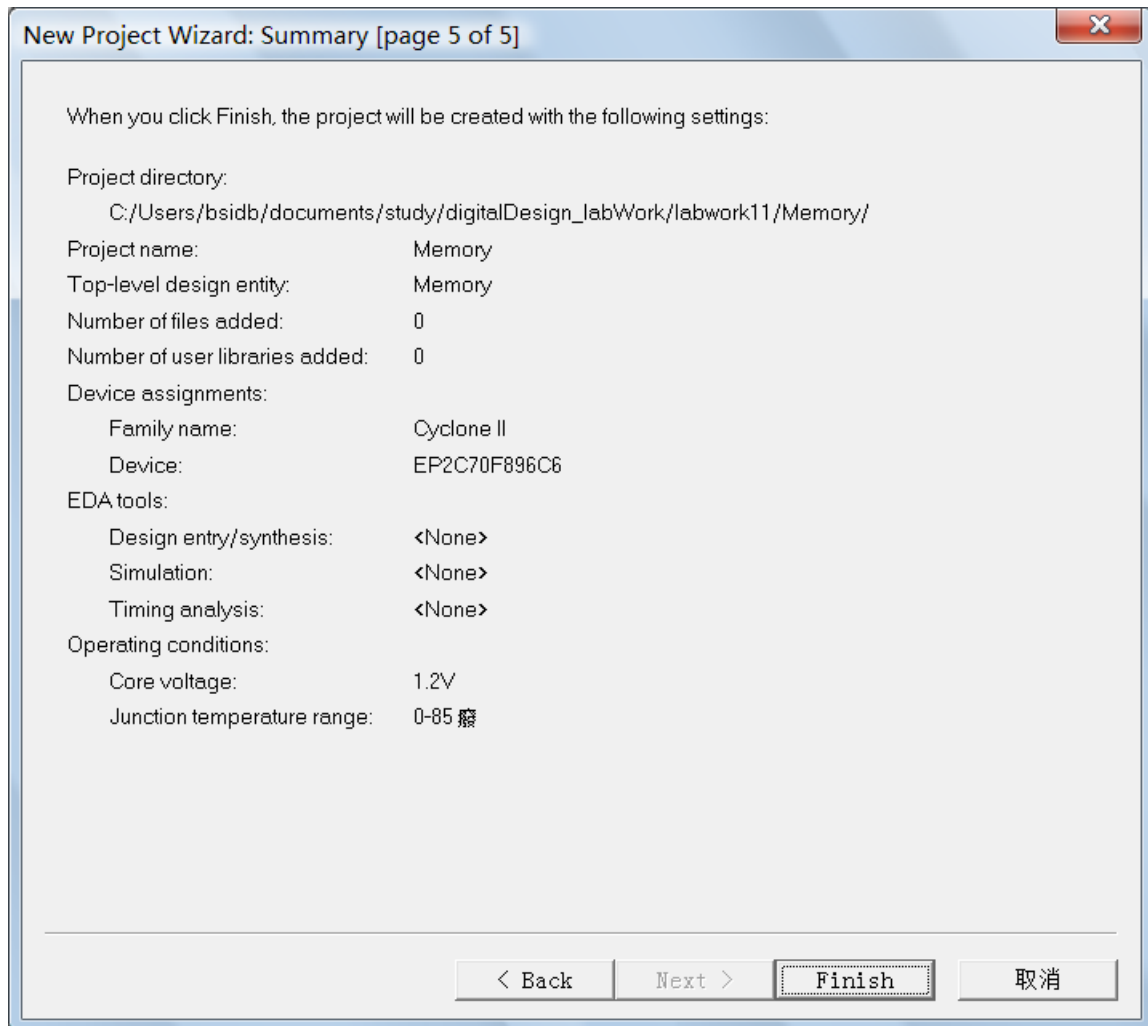 New Project Wizard: Summary [page 5 of 5]
When you click Finish, the project will be created with the following settings:
Project directory:
C:/Users/bsidb/documents/study/digitalDesign_labWork/labwork11/Memory/
Project name: Memory
Top-level design entity: Memory
Number of files added: 0
Number of user libraries added: 0
Device assignments:
Family name: Cyclone II
Device: EP2C70F896C6
EDA tools:
Design entry/synthesis: <None>
Simulation: <None>
Timing analysis: <None>
Operating conditions:
Core voltage: 1.2V
Junction temperature range: 0-85 癈
< Back Next > Finish 取消